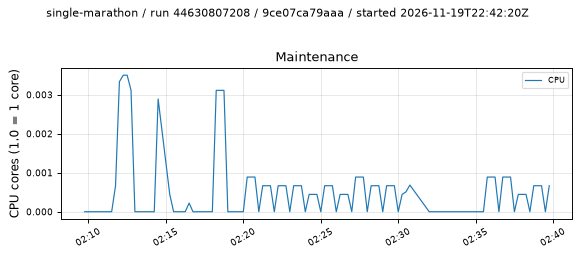 single-marathon / run 44630807208 / 9ce07ca79aaa / started 2026-11-19T22:42:20Z
Maintenance
CPU cores (1.0 = 1 core)
CPU
0.003
0.002
0.001
0.000
02:10
02:15
02:20
02:25
02:30
02:35
02:40